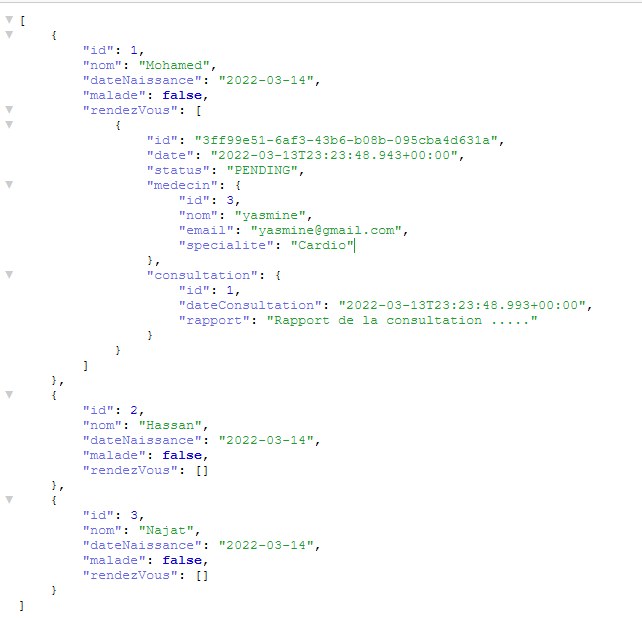 [
    {
        "id": 1,
        "nom": "Mohamed",
        "dateNaissance": "2022-03-14",
        "malade": false,
        "rendezVous": [
            {
                "id": "3ff99e51-6af3-43b6-b08b-095cba4d631a",
                "date": "2022-03-13T23:23:48.943+00:00",
                "status": "PENDING",
                "medecin": {
                    "id": 3,
                    "nom": "yasmine",
                    "email": "yasmine@gmail.com",
                    "specialite": "Cardio"
                },
                "consultation": {
                    "id": 1,
                    "dateConsultation": "2022-03-13T23:23:48.993+00:00",
                    "rapport": "Rapport de la consultation ....."
                }
            }
        ]
    },
    {
        "id": 2,
        "nom": "Hassan",
        "dateNaissance": "2022-03-14",
        "malade": false,
        "rendezVous": []
    },
    {
        "id": 3,
        "nom": "Najat",
        "dateNaissance": "2022-03-14",
        "malade": false,
        "rendezVous": []
    }
]